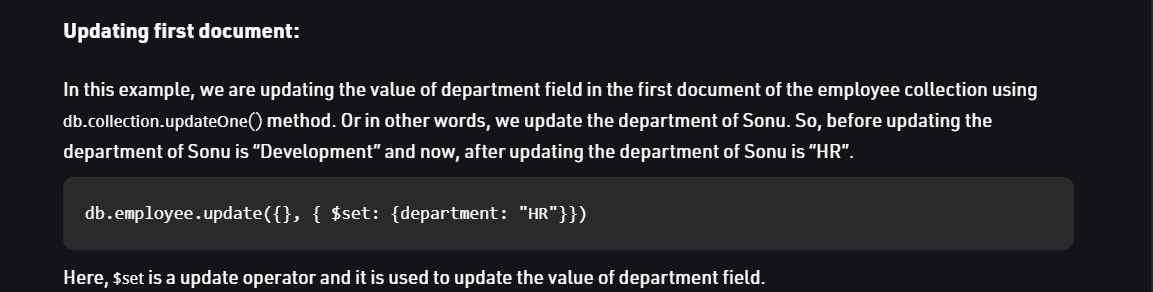 Updating first document:
In this example, we are updating the value of department field in the first document of the employee collection using
db.collection.updateOne() method. Or in other words, we update the department of Sonu. So, before updating the
department of Sonu is “Development” and now, after updating the department of Sonu is “HR”.
db.employee.update({}, { $set: {department: "HR"}})
Here, $set is a update operator and it is used to update the value of department field.